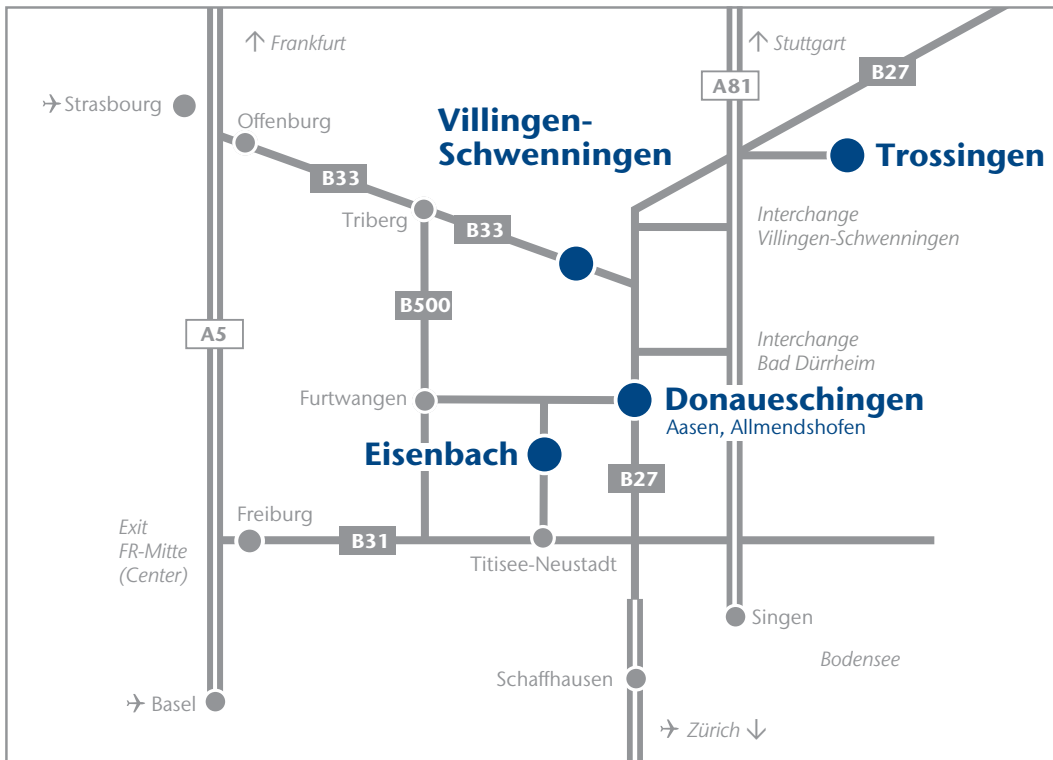 ↑ Frankfurt
↑ Stuttgart
B27
A81
✈ Strasbourg
Offenburg
Villingen-
Schwenningen
Trossingen
B33
Triberg
B33
Interchange
Villingen-Schwenningen
B500
A5
Interchange
Bad Dürrheim
Furtwangen
Donaueschingen
Aasen, Allmendshofen
Eisenbach
B27
Freiburg
Exit
FR-Mitte
(Center)
B31
Titisee-Neustadt
Singen
Bodensee
Schaffhausen
✈ Basel
✈ Zürich ↓